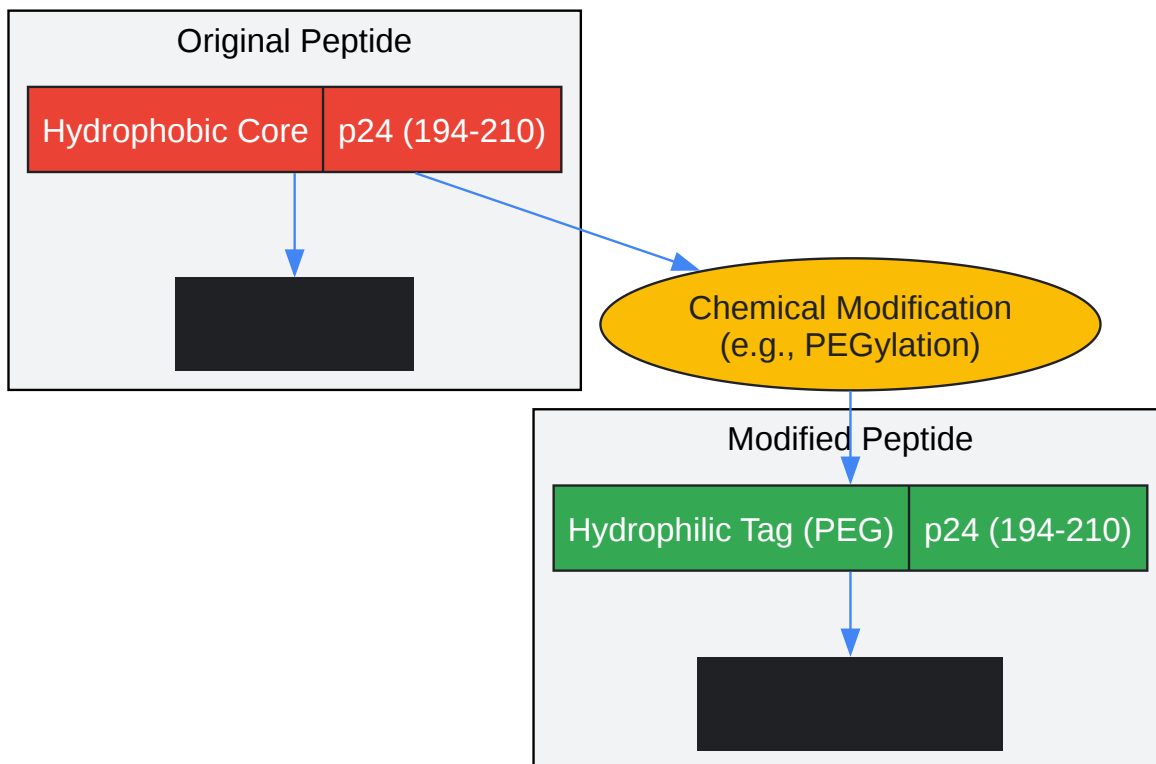 Original Peptide
Hydrophobic Core
p24 (194-210)
Chemical Modification
(e.g., PEGylation)
Modified Peptide
Hydrophilic Tag (PEG)
p24 (194-210)